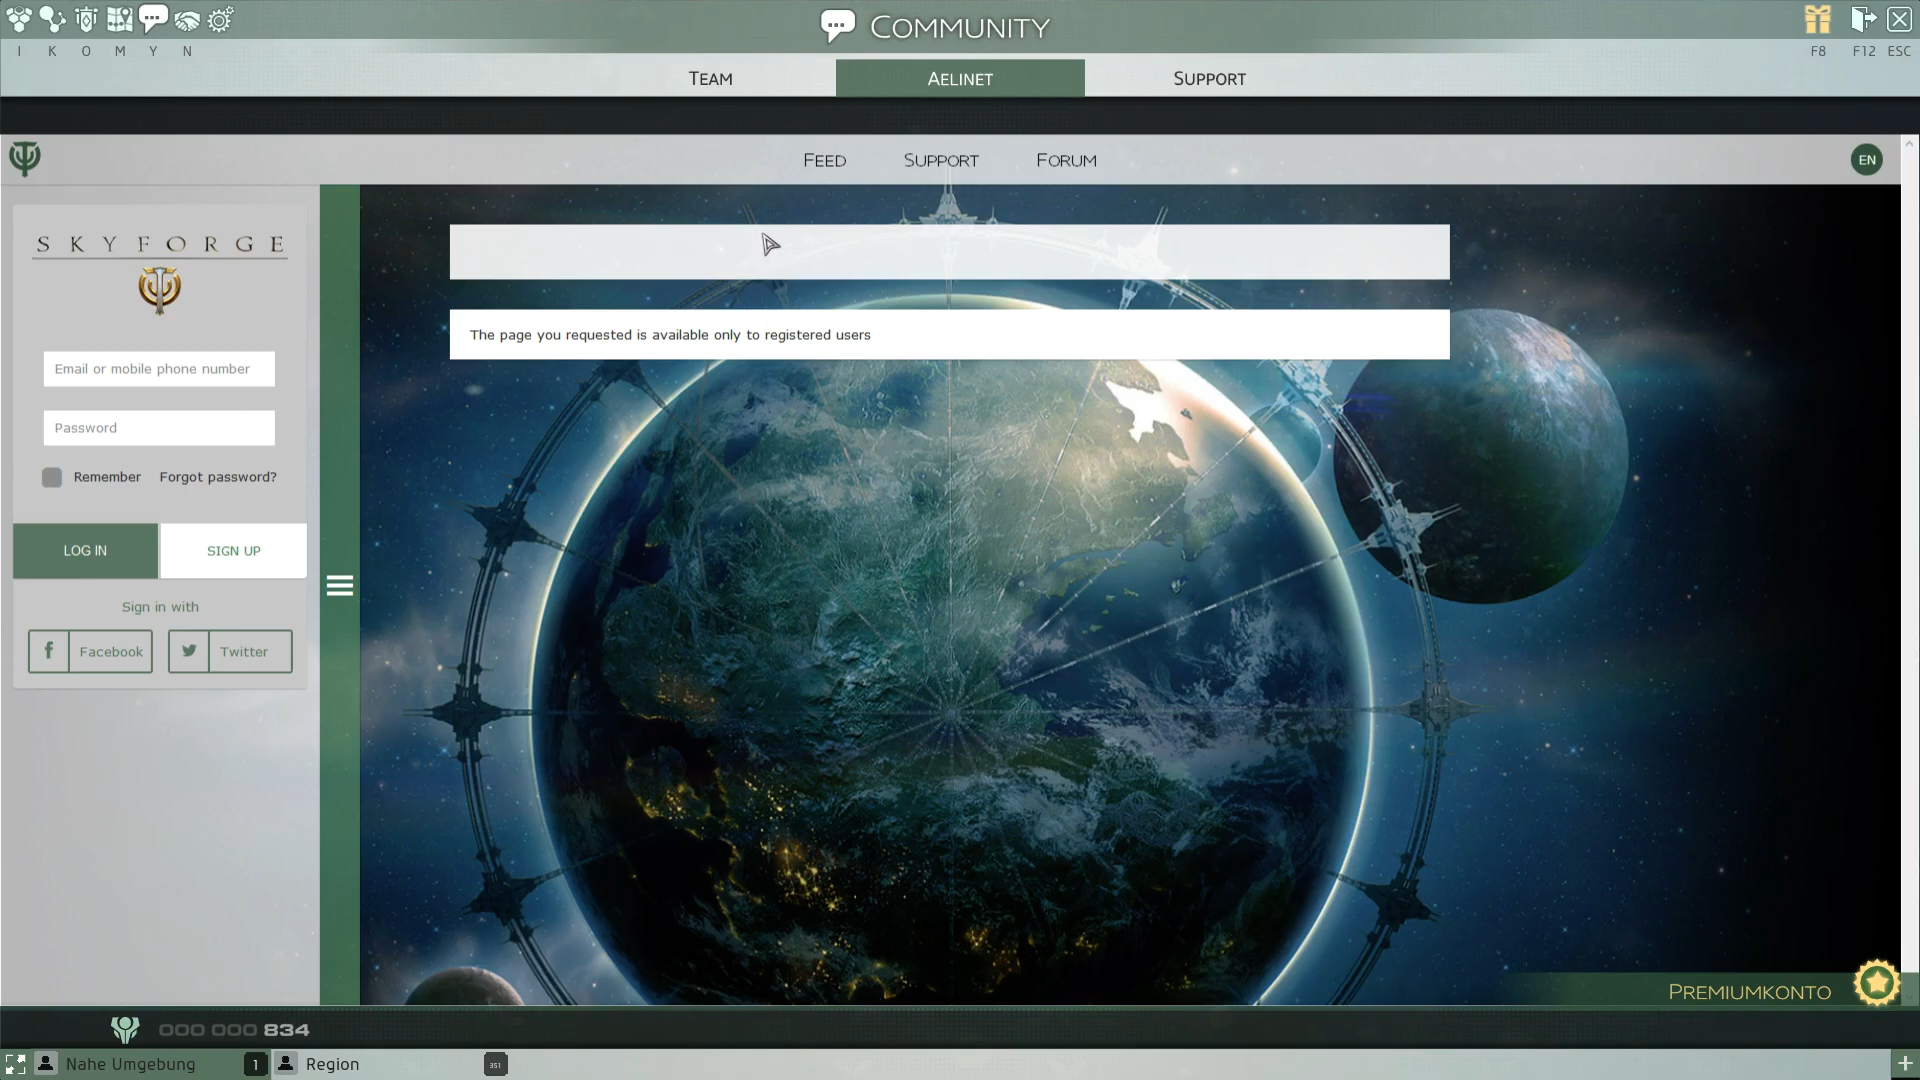 COMMUNITY
I K O M Y N
F8 F12 ESC
TEAM AELINET SUPPORT
FEED SUPPORT FORUM
EN
SKYFORGE
Email or mobile phone number
Password
Remember Forgot password?
LOG IN SIGN UP
Sign in with
f Facebook Twitter
The page you requested is available only to registered users
PREMIUMKONTO
000 000 834
Nahe Umgebung 1 Region 351